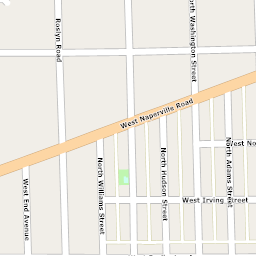 Roslyn Road
North Washington Street
West Naperville Road
West No
North Adams Street
North Hudson Street
North Williams Street
West End Avenue
West Irving Street